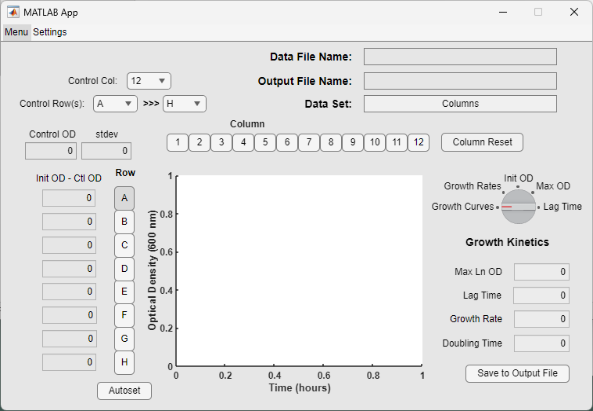 MATLAB App
Menu Settings
Data File Name:
Control Col: 12
Output File Name:
Control Row(s): A >>> H
Data Set: Columns
Column
Control OD stdev
1 2 3 4 5 6 7 8 9 10 11 12 Column Reset
0 0
Init OD - Ctl OD Row
0 A
0 B
0 C
0 D
0 E
0 F
0 G
0 H
Autoset
Optical Density (600 nm)
1
0.8
0.6
0.4
0.2
0
0 0.2 0.4 0.6 0.8 1
Time (hours)
Init OD
Growth Rates Max OD
Growth Curves Lag Time
Growth Kinetics
Max Ln OD 0
Lag Time 0
Growth Rate 0
Doubling Time 0
Save to Output File